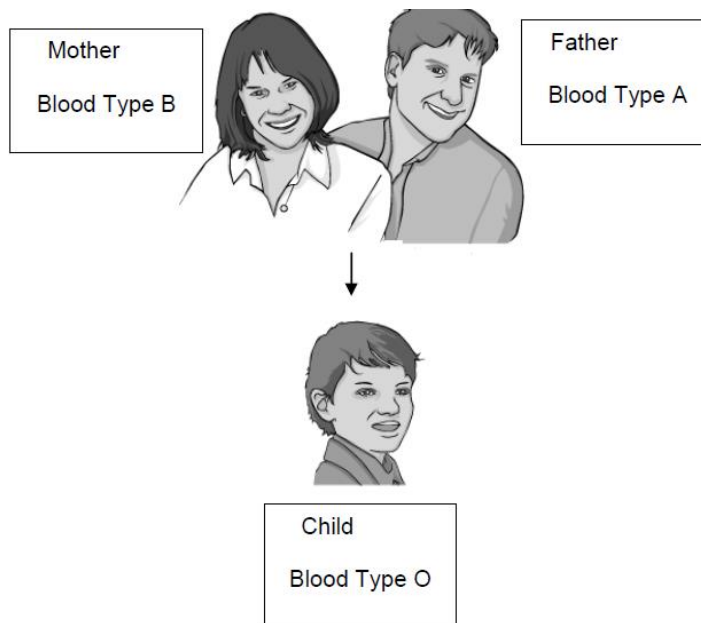 Mother
Blood Type B
Father
Blood Type A
Child
Blood Type O